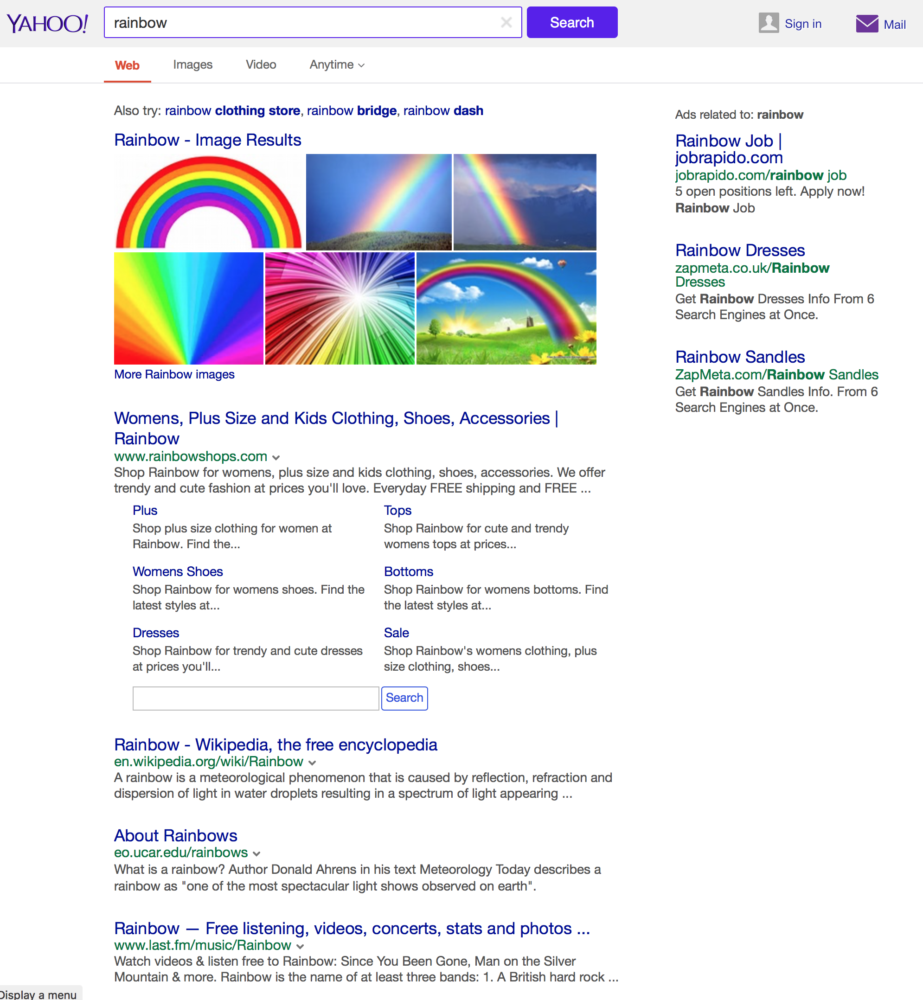 YAHOO!
rainbow
Search
Sign in
Mail
Web
Images
Video
Anytime
Also try: rainbow clothing store, rainbow bridge, rainbow dash
Rainbow - Image Results
More Rainbow images
Womens, Plus Size and Kids Clothing, Shoes, Accessories |
Rainbow
www.rainbowshops.com
Shop Rainbow for womens, plus size and kids clothing, shoes, accessories. We offer
trendy and cute fashion at prices you'll love. Everyday FREE shipping and FREE ...
Plus
Shop plus size clothing for women at
Rainbow. Find the...
Tops
Shop Rainbow for cute and trendy
womens tops at prices...
Womens Shoes
Shop Rainbow for womens shoes. Find the
latest styles at...
Bottoms
Shop Rainbow for womens bottoms. Find
the latest styles at...
Dresses
Shop Rainbow for trendy and cute dresses
at prices you'll...
Sale
Shop Rainbow's womens clothing, plus
size clothing, shoes...
Search
Rainbow - Wikipedia, the free encyclopedia
en.wikipedia.org/wiki/Rainbow
A rainbow is a meteorological phenomenon that is caused by reflection, refraction and
dispersion of light in water droplets resulting in a spectrum of light appearing ...
About Rainbows
eo.ucar.edu/rainbows
What is a rainbow? Author Donald Ahrens in his text Meteorology Today describes a
rainbow as "one of the most spectacular light shows observed on earth".
Rainbow — Free listening, videos, concerts, stats and photos ...
www.last.fm/music/Rainbow
Watch videos & listen free to Rainbow: Since You Been Gone, Man on the Silver
Mountain & more. Rainbow is the name of at least three bands: 1. A British hard rock ...
Ads related to: rainbow
Rainbow Job |
jobrapido.com
jobrapido.com/rainbow job
5 open positions left. Apply now!
Rainbow Job
Rainbow Dresses
zapmeta.co.uk/Rainbow
Dresses
Get Rainbow Dresses Info From 6
Search Engines at Once.
Rainbow Sandles
ZapMeta.com/Rainbow Sandles
Get Rainbow Sandles Info. From 6
Search Engines at Once.
Display a menu